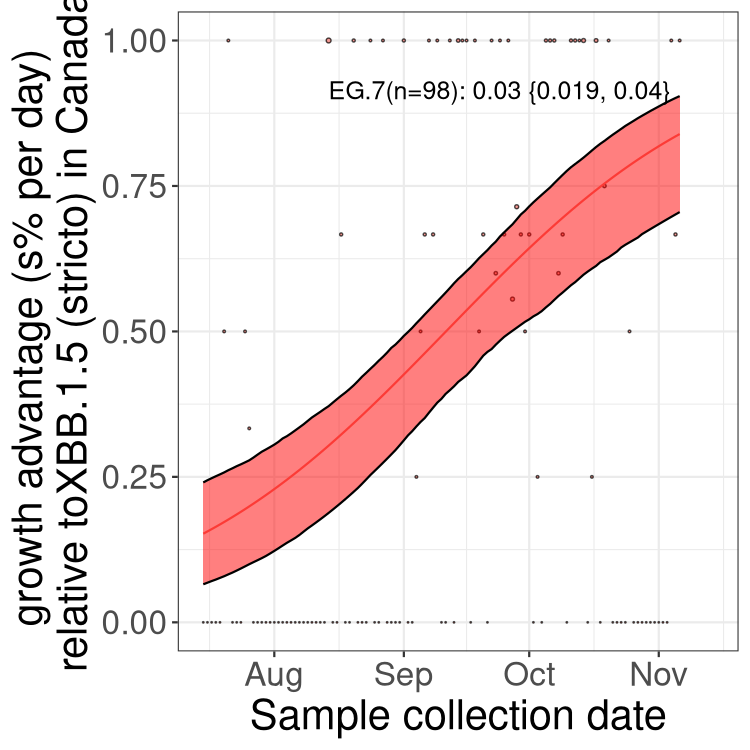 growth advantage (s% per day)
relative toXBB.1.5 (stricto) in Canada
1.00
0.75
0.50
0.25
0.00
EG.7(n=98): 0.03 {0.019, 0.04}
Aug Sep Oct Nov
Sample collection date